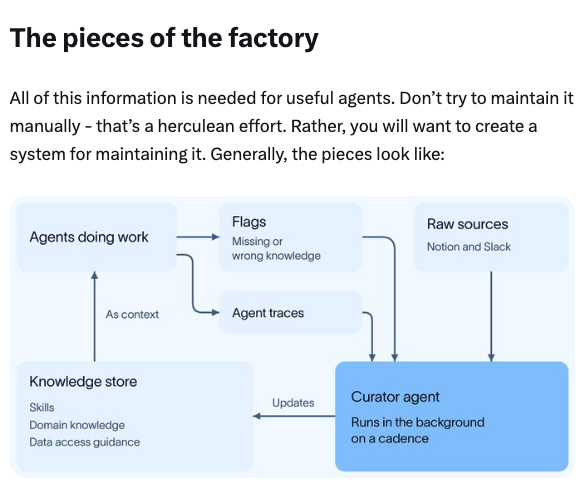 The pieces of the factory
All of this information is needed for useful agents. Don’t try to maintain it
manually - that’s a herculean effort. Rather, you will want to create a
system for maintaining it. Generally, the pieces look like:
Agents doing work
Flags
Missing or
wrong knowledge
Raw sources
Notion and Slack
Agent traces
As context
Knowledge store
Skills
Domain knowledge
Data access guidance
Updates
Curator agent
Runs in the background
on a cadence